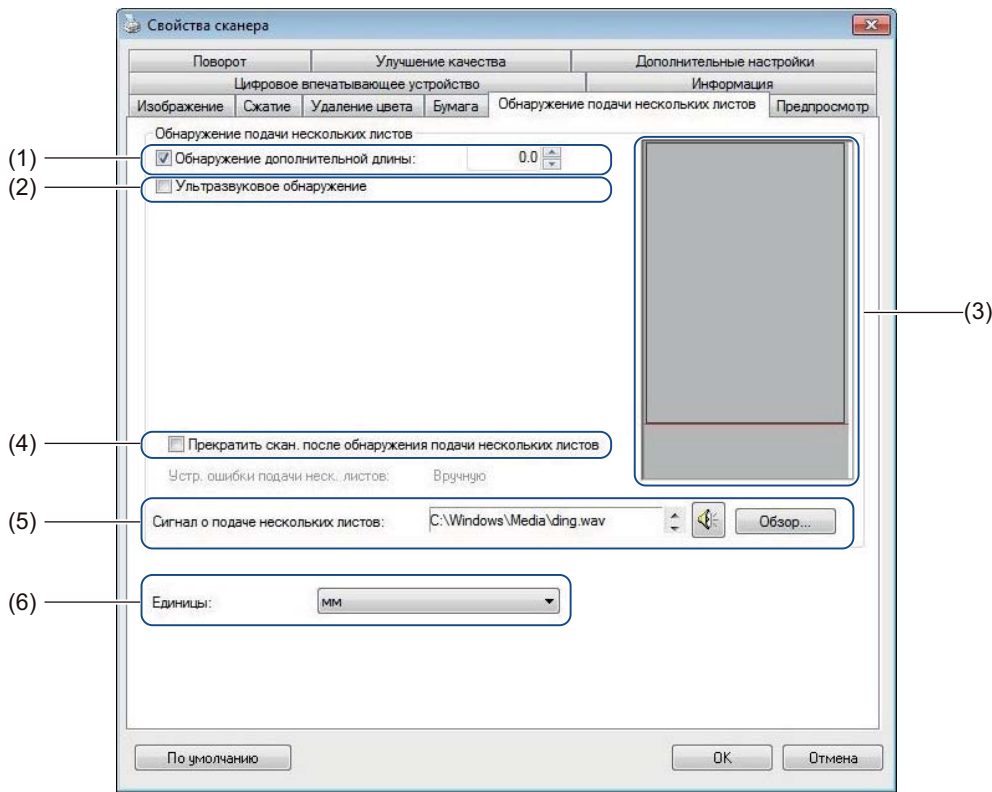 Свойства сканера
Поворот Улучшение качества Дополнительные настройки
Цифровое впечатывающее устройство Информация
Изображение Сжатие Удаление цвета Бумага Обнаружение подачи нескольких листов Предпросмотр
Обнаружение подачи нескольких листов
(1) Обнаружение дополнительной длины: 0.0
(2) Ультразвуковое обнаружение
(3)
(4) Прекратить скан. после обнаружения подачи нескольких листов
Устр. ошибки подачи неск. листов: Вручную
(5) Сигнал о подаче нескольких листов: C:\Windows\Media\ding.wav Обзор...
(6) Единицы: мм
По умолчанию OK Отмена